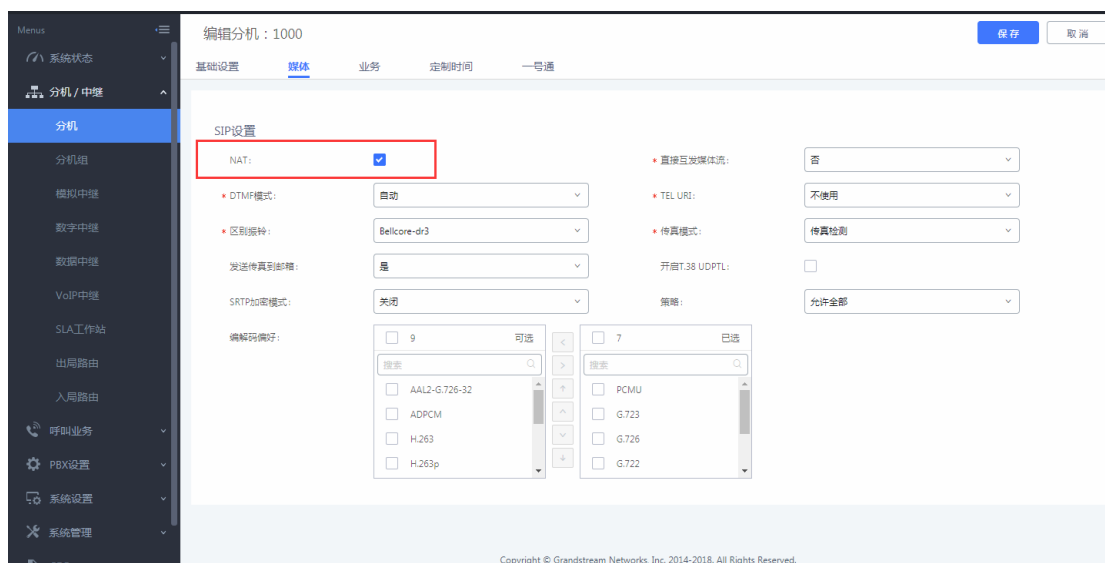 Menus
系统状态
分机 / 中继
分机
分机组
模拟中继
数字中继
数据中继
VoIP中继
SLA工作站
出局路由
入局路由
呼叫业务
PBX设置
系统设置
系统管理
编辑分机：1000
保存
取消
基础设置 媒体 业务 定制时间 一号通
SIP设置
NAT:
* 直接互发媒体流: 否
* DTMF模式: 自动
* TEL URI: 不使用
* 区别振铃: Bellcore-dr3
* 传真模式: 传真检测
发送传真到邮箱: 是
开启T.38 UDPTL:
SRTP加密模式: 关闭
策略: 允许全部
编解码偏好:
9 可选
搜索
AAL2-G.726-32
ADPCM
H.263
H.263p
7 已选
搜索
PCMU
G.723
G.726
G.722
Copyright © Grandstream Networks, Inc. 2014-2018. All Rights Reserved.